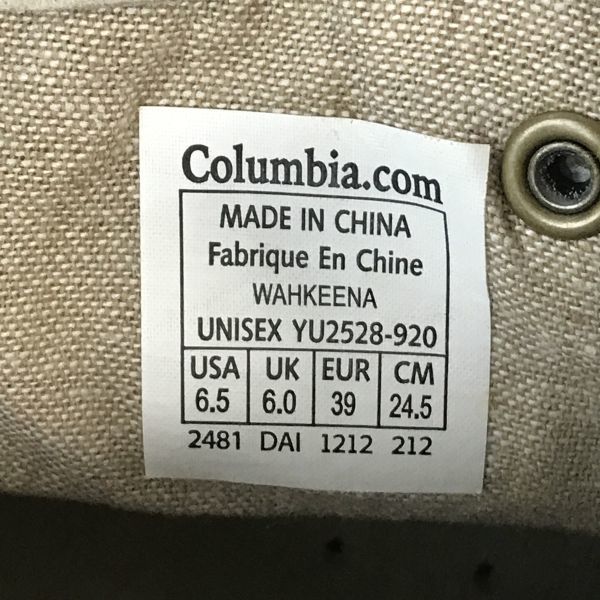 Columbia.com
MADE IN CHINA
Fabrique En Chine
WAHKEENA
UNISEX YU2528-920
USA UK EUR CM
6.5 6.0 39 24.5
2481 DAI 1212 212